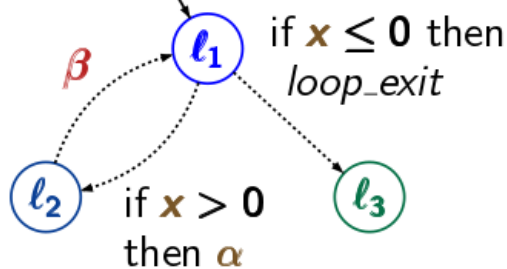 if x ≤ 0 then
loop_exit
β
ℓ1
ℓ2
if x > 0
then α
ℓ3